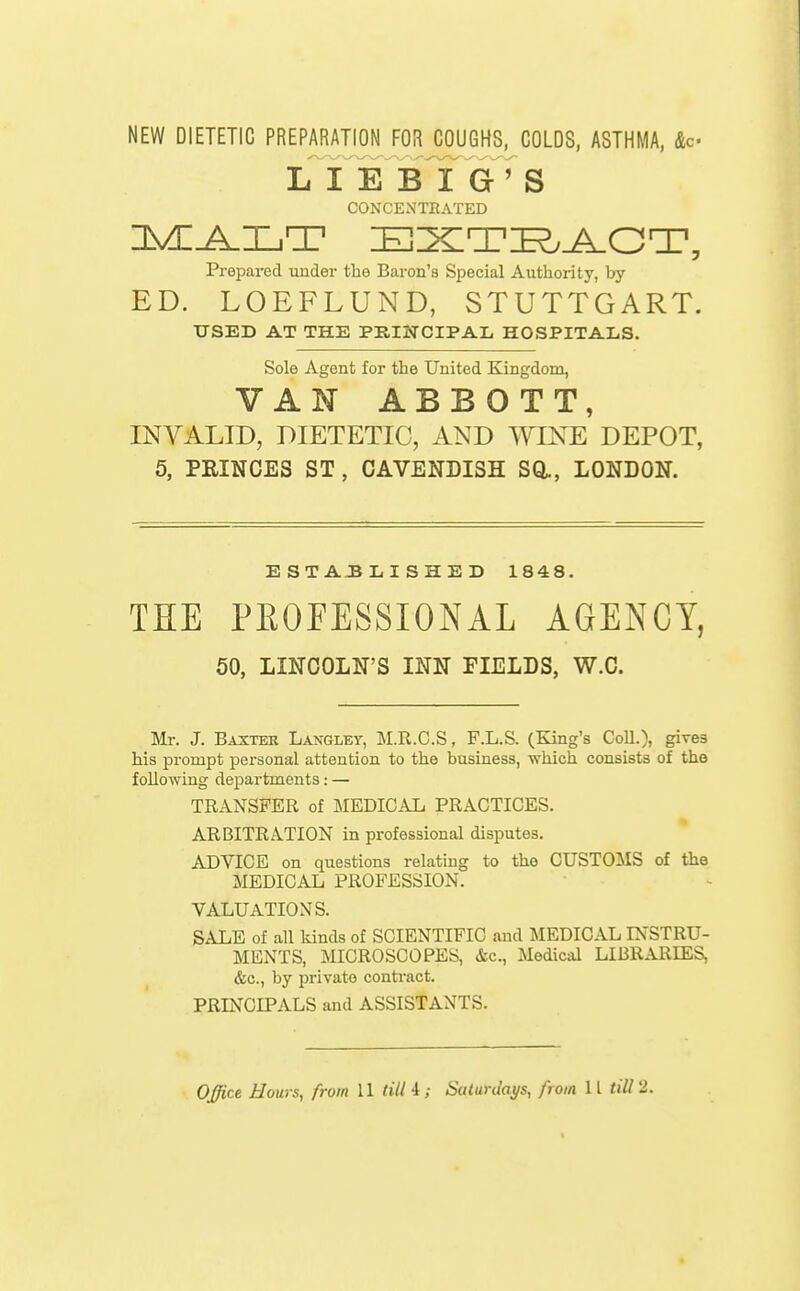 NEW DIETETIC PREPARATION FOR COUGHS, COLDS, ASTHMA, &c.
LIEBIG'S
CONCENTRATED
MALT EXTRACT,
Prepared under the Baron's Special Authority, by
ED. LOEFLUND, STUTTGART.
USED AT THE PRINCIPAL HOSPITALS.
Sole Agent for the United Kingdom,
VAN ABBOTT,
INVALID, DIETETIC, AND WINE DEPOT,
5, PRINCES ST, CAVENDISH SQ., LONDON.
ESTABLISHED 1848.
THE PROFESSIONAL AGENCY,
50, LINCOLN'S INN FIELDS, W.C.
Mr. J. BAXTER LANGLEY, M.R.C.S, F.L.S. (King's Coll.), gives
his prompt personal attention to the business, which consists of the
following departments: —
TRANSFER of MEDICAL PRACTICES.
ARBITRATION in professional disputes.
ADVICE on questions relating to the CUSTOMS of the
MEDICAL PROFESSION.
VALUATIONS.
SALE of all kinds of SCIENTIFIC and MEDICAL INSTRU-
MENTS, MICROSCOPES, &c., Medical LIBRARIES,
&c., by private contract.
PRINCIPALS and ASSISTANTS.
Office Hours, from 11 till 4; Saturdays, from 11 till 2.